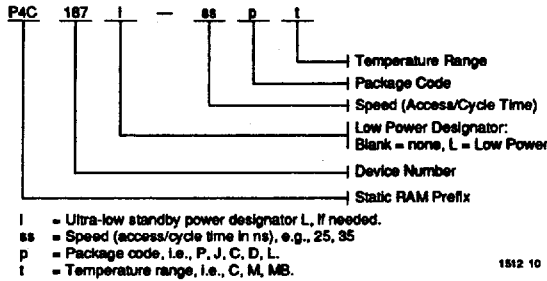 P4C 187 l — ss p t
Temperature Range
Package Code
Speed (Access/Cycle Time)
Low Power Designator:
Blank = none, L = Low Power
Device Number
Static RAM Prefix
l = Ultra-low standby power designator L, if needed.
ss = Speed (access/cycle time in ns), e.g., 25, 35
p = Package code, i.e., P, J, C, D, L.
t = Temperature range, i.e., C, M, MB.
1512 10